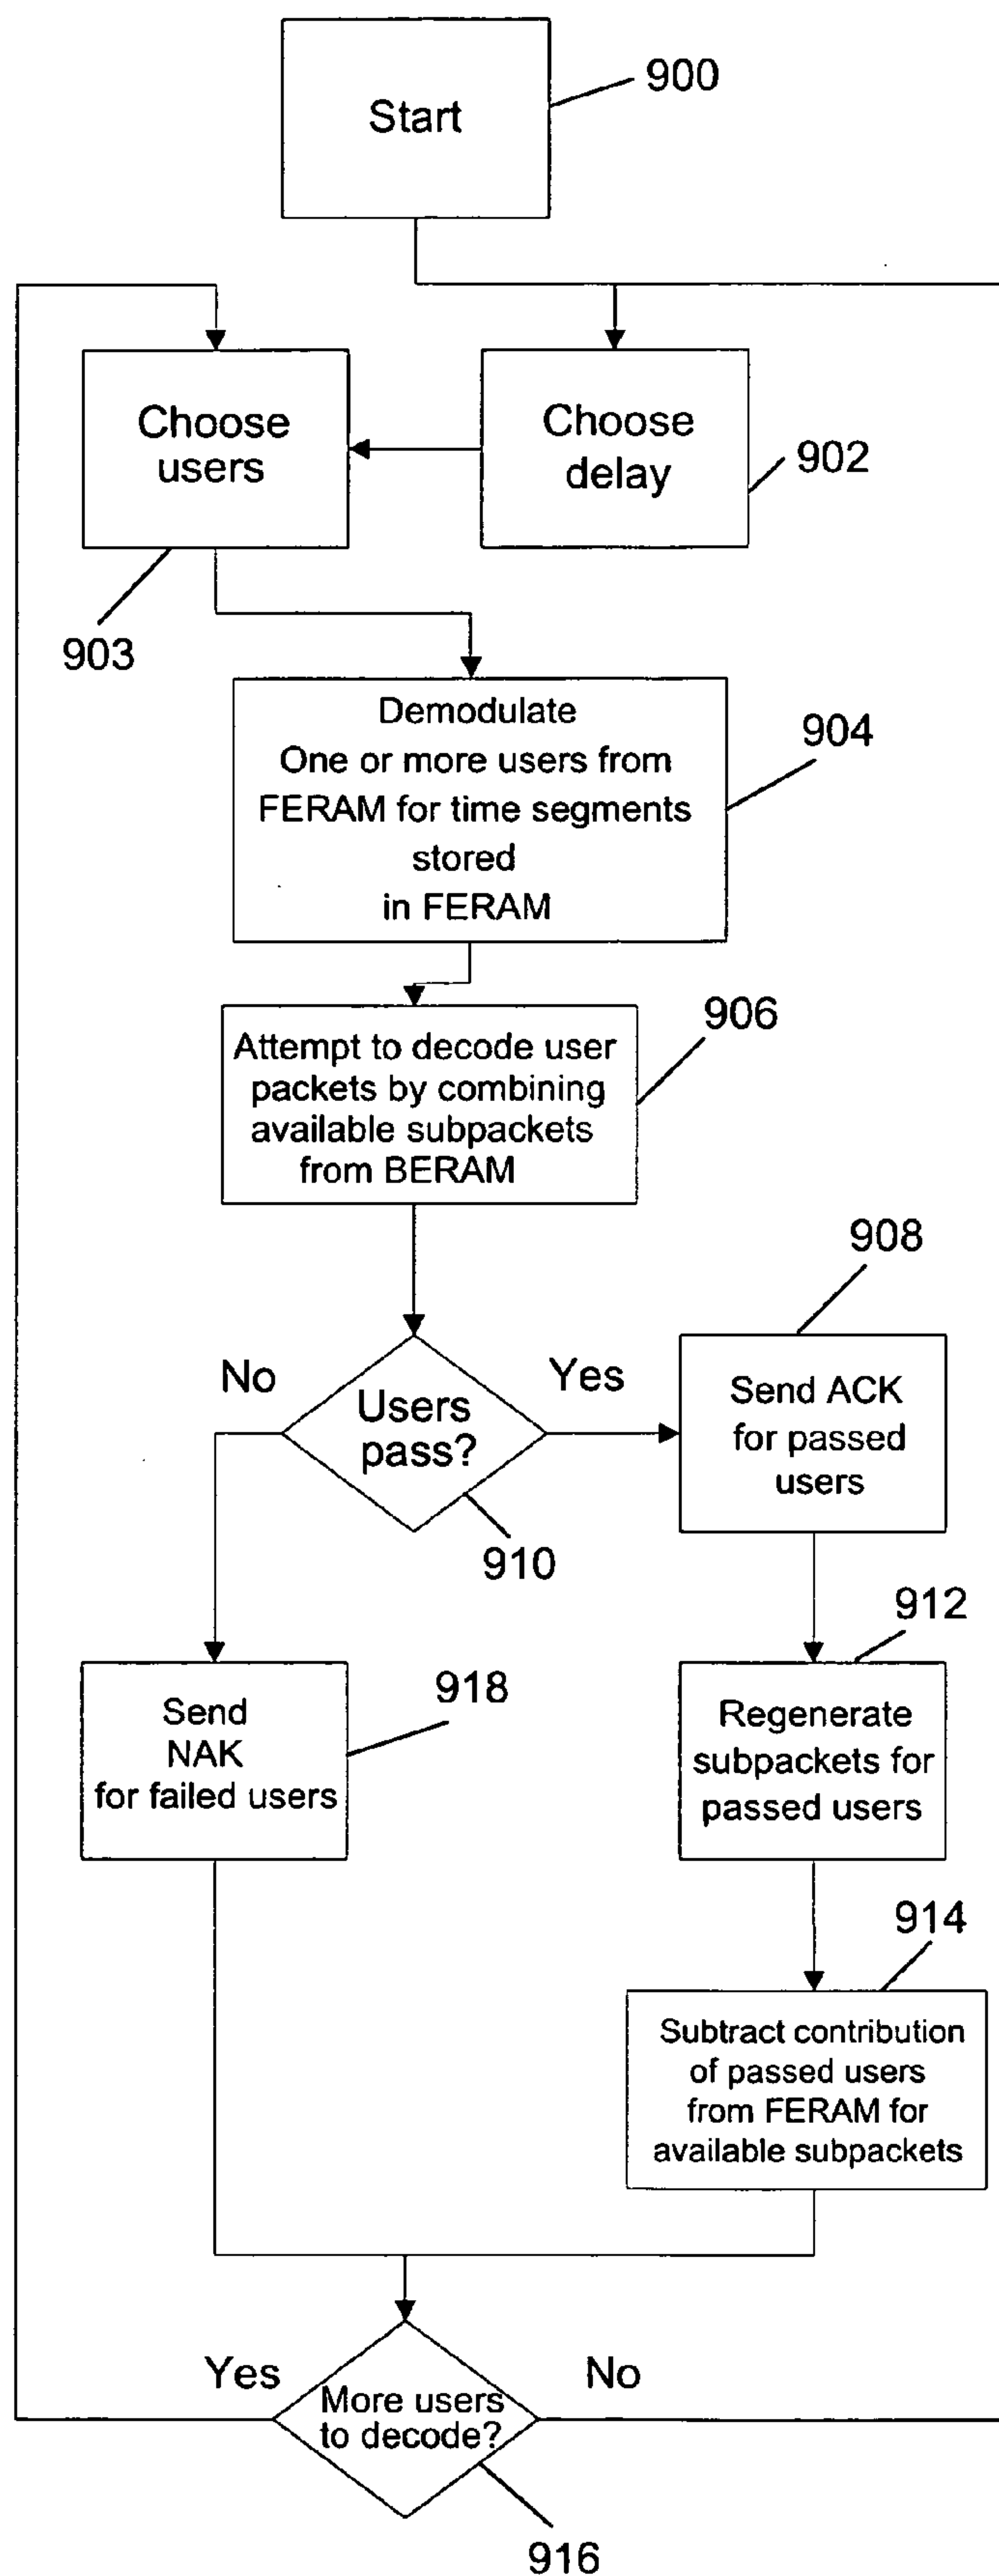 Start
900
Choose
users
Choose
delay
902
903
Demodulate
One or more users from
FERAM for time segments
stored
in FERAM
904
Attempt to decode user
packets by combining
available subpackets
from BERAM
906
908
No
Yes
Users
pass?
910
Send ACK
for passed
users
912
Send
NAK
for failed users
918
Regenerate
subpackets for
passed users
914
Subtract contribution
of passed users
from FERAM for
available subpackets
Yes
No
More users
to decode?
916